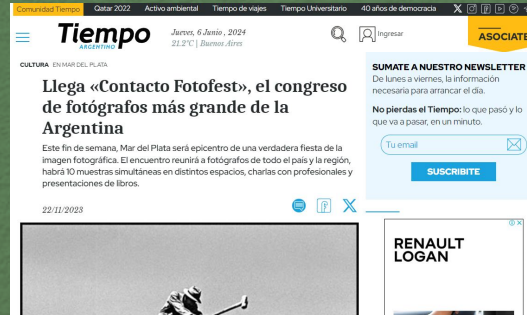 Comunidad Tiempo Qatar 2022 Activo ambiental Tiempo de viajes Tiempo Universitario 40 años de democracia
Tiempo
ARGENTINO
Jueves, 6 Junio , 2024
21.2°C | Buenos Aires
Ingresar
ASOCIATE
CULTURA EN MAR DEL PLATA
Llega «Contacto Fotofest», el congreso
de fotógrafos más grande de la
Argentina
Este fin de semana, Mar del Plata será epicentro de una verdadera fiesta de la
imagen fotográfica. El encuentro reunirá a fotógrafos de todo el país y la región,
habrá 10 muestras simultáneas en distintos espacios, charlas con profesionales y
presentaciones de libros.
22/11/2023
SUMATE A NUESTRO NEWSLETTER
De lunes a viernes, la información
necesaria para arrancar el día.
No pierdas el Tiempo: lo que pasó y lo
que va a pasar, en un minuto.
Tu email
SUSCRIBITE
RENAULT
LOGAN